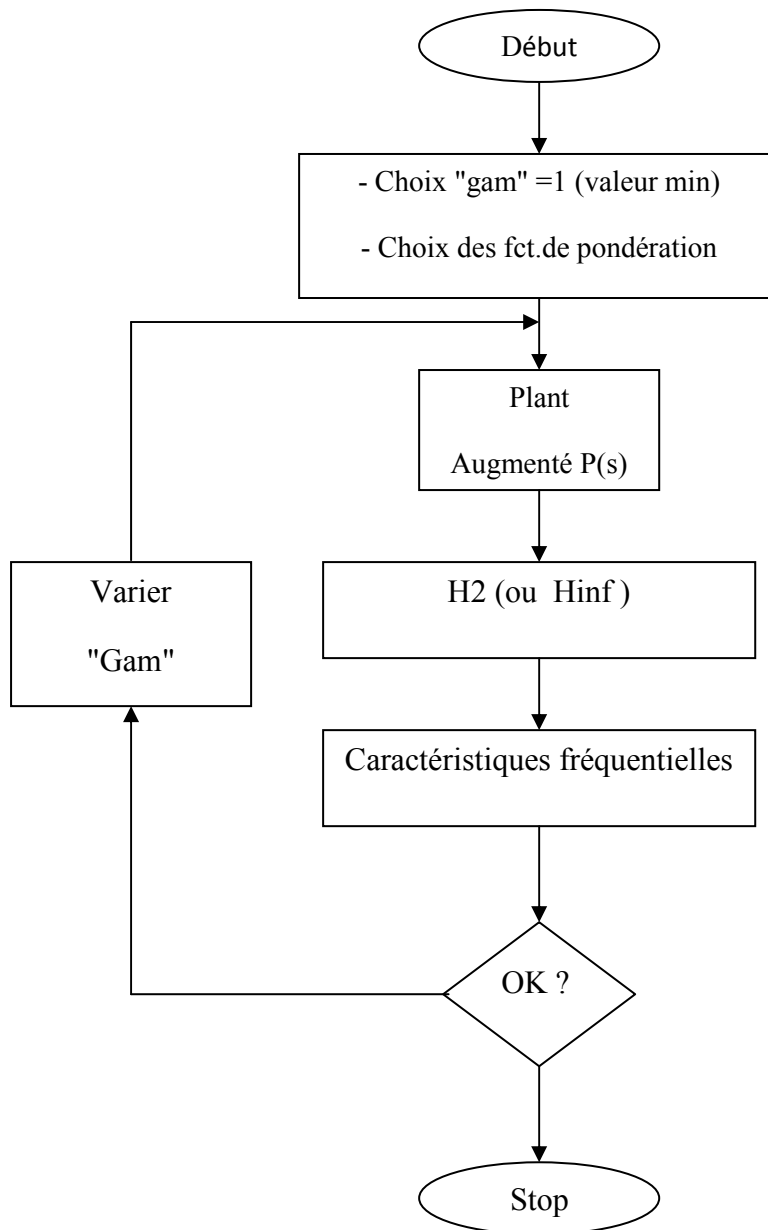 Début
- Choix "gam" =1 (valeur min)
- Choix des fct.de pondération
Plant
Augmenté P(s)
Varier
"Gam"
H2 (ou Hinf )
Caractéristiques fréquentielles
OK ?
Stop